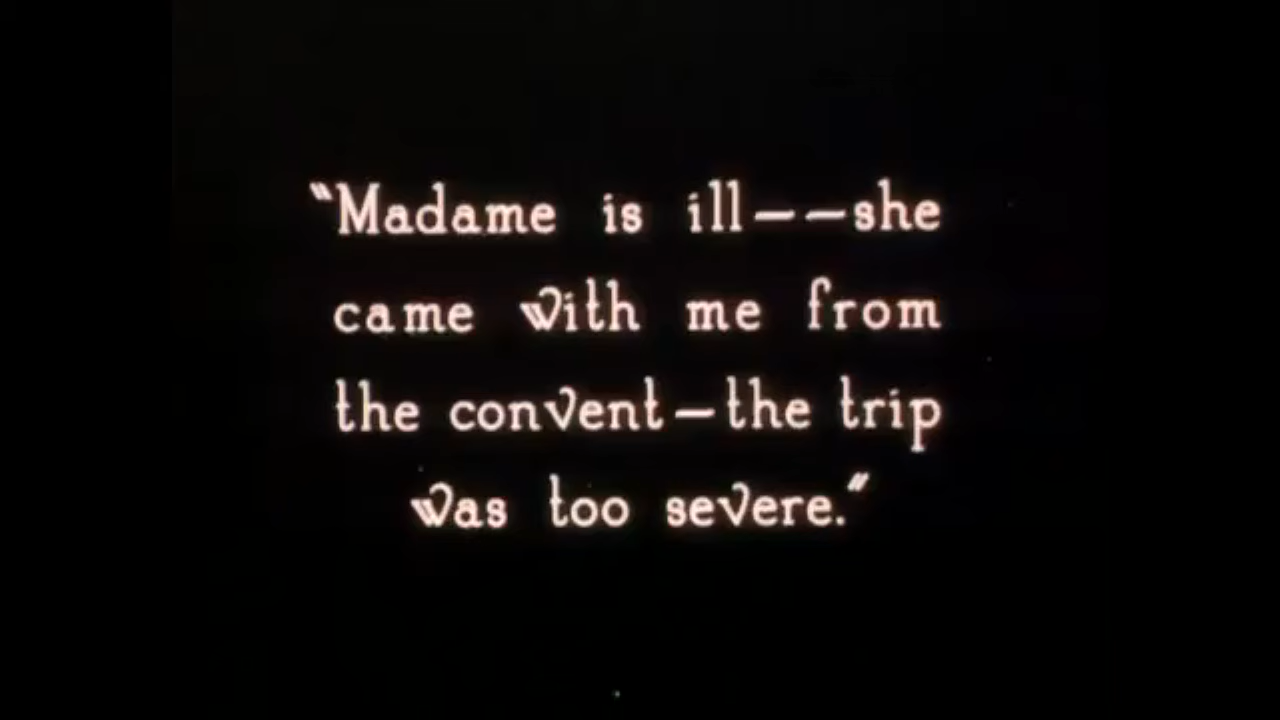 "Madame is ill——she
came with me from
the convent—the trip
was too severe."